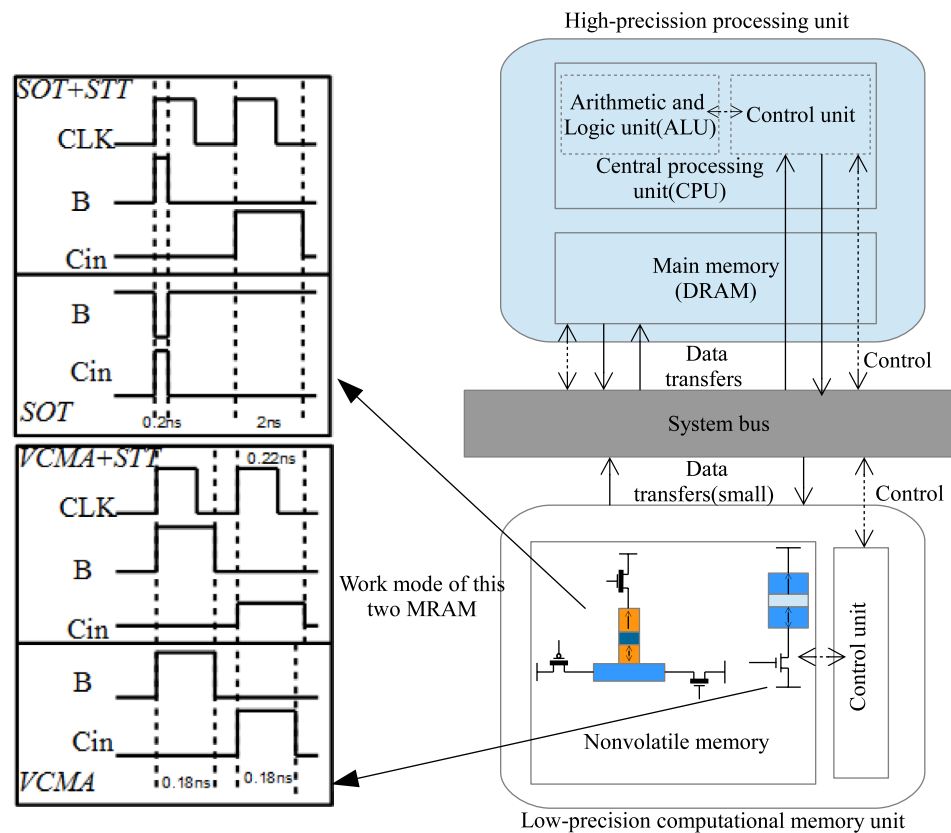 High-precission processing unit
SOT+STT
CLK
B
Cin
B
Cin
SOT
0.2ns
2ns
VCMA+STT
0.22ns
CLK
B
Cin
B
Cin
VCMA
0.18ns
0.18ns
Arithmetic and
Logic unit(ALU)
Control unit
Central processing
unit(CPU)
Main memory
(DRAM)
Data
transfers
Control
System bus
Data
transfers(small)
Control
Work mode of this
two MRAM
Nonvolatile memory
Control unit
Low-precision computational memory unit